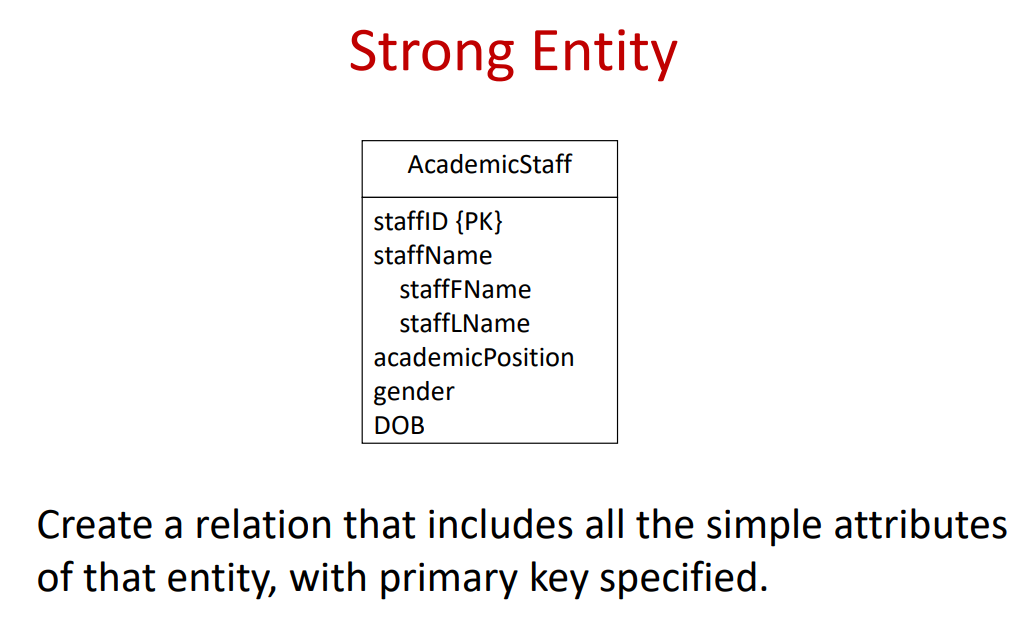 Strong Entity
AcademicStaff
staffID {PK}
staffName
staffFName
staffLName
academicPosition
gender
DOB
Create a relation that includes all the simple attributes
of that entity, with primary key specified.